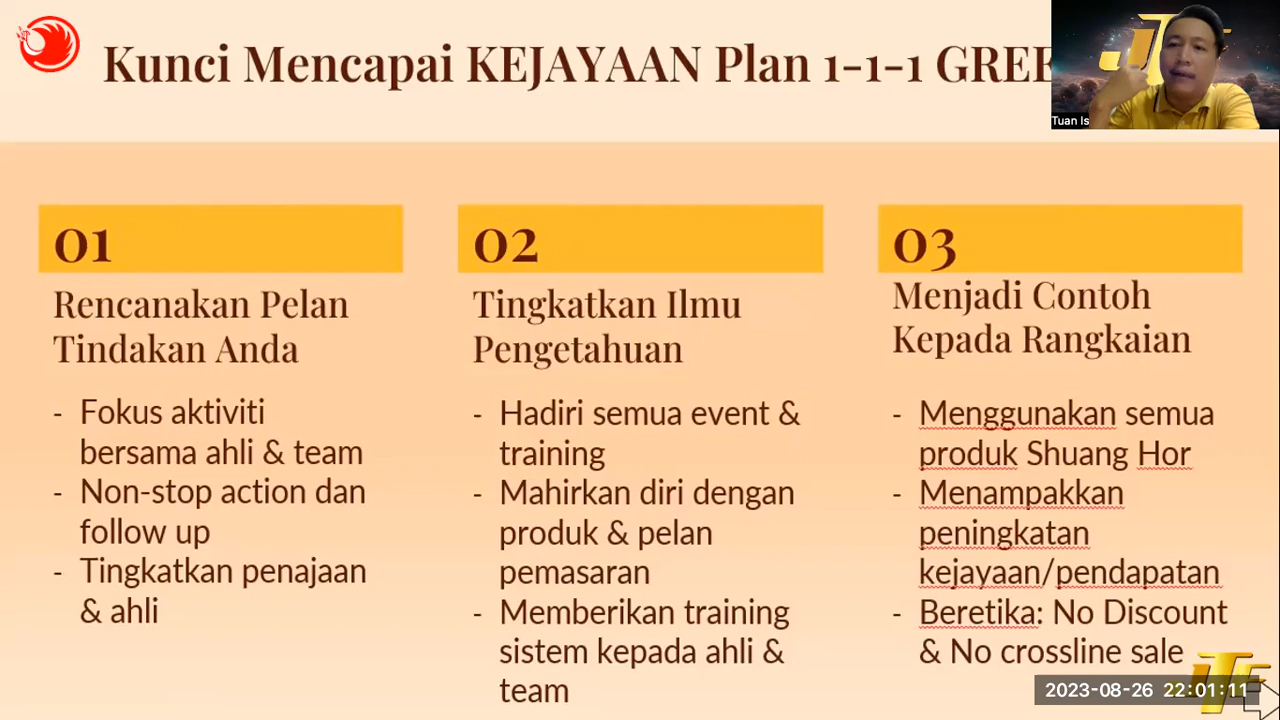 Kunci Mencapai KEJAYAAN Plan 1-1-1
Tuan Is
01
Rencanakan Pelan
Tindakan Anda
- Fokus aktiviti
bersama ahli & team
- Non-stop action dan
follow up
- Tingkatkan penajaan
& ahli
02
Tingkatkan Ilmu
Pengetahuan
- Hadiri semua event &
training
- Mahirkan diri dengan
produk & pelan
pemasaran
- Memberikan training
sistem kepada ahli &
team
03
Menjadi Contoh
Kepada Rangkaian
- Menggunakan semua
produk Shuang Hor
- Menampakkan
peningkatan
kejayaan/pendapatan
- Beretika: No Discount
& No crossline sale
2023-08-26 22:01:11